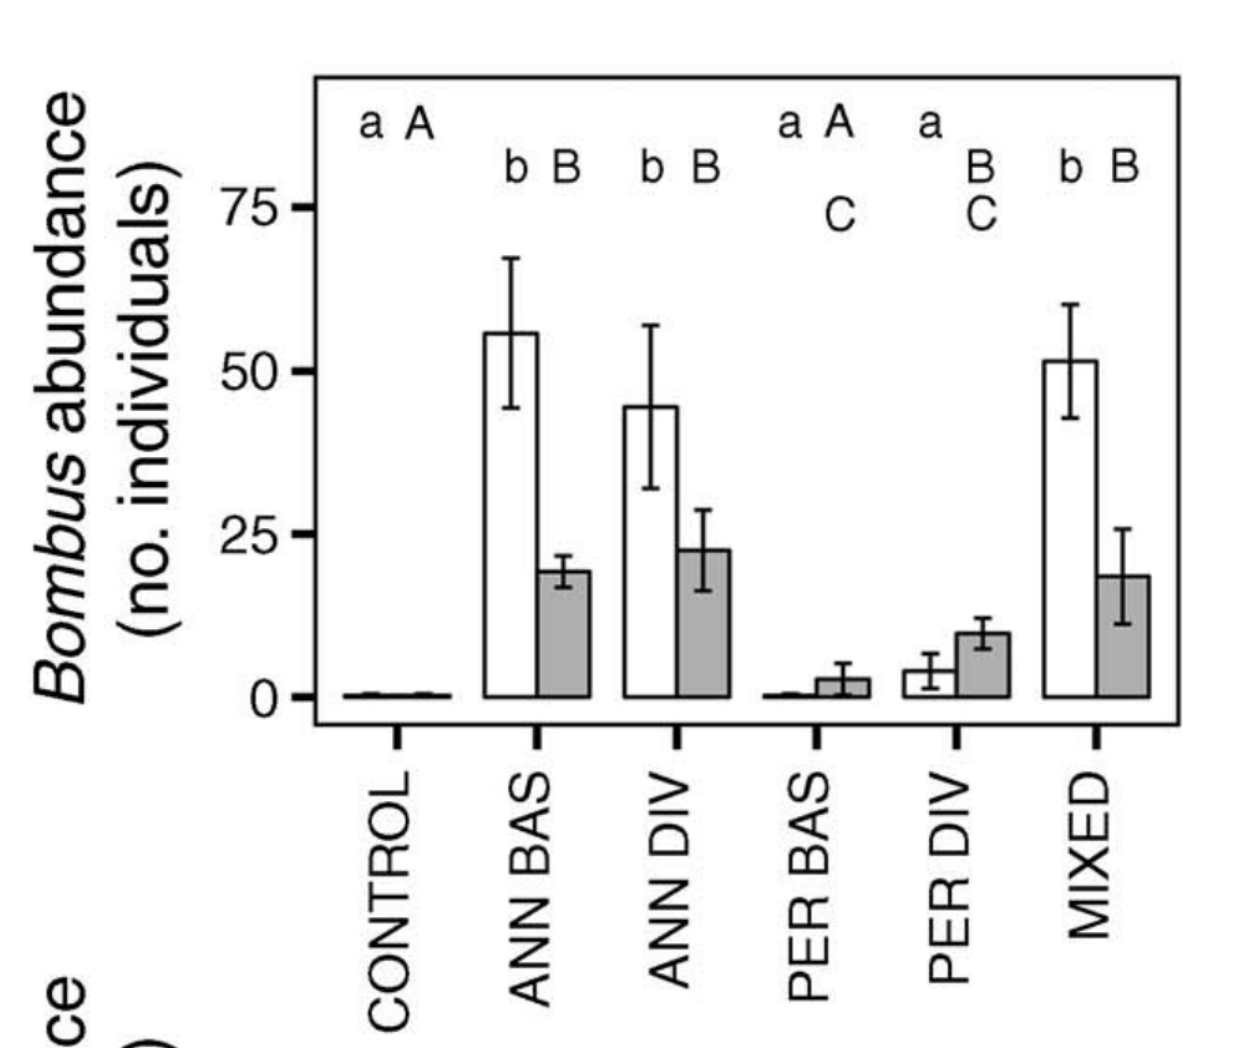 Bombus abundance
(no. individuals)
a A a A a
b B b B B b B
75 C C
50
25
0
CONTROL
ANN BAS
ANN DIV
PER BAS
PER DIV
MIXED
ce
)